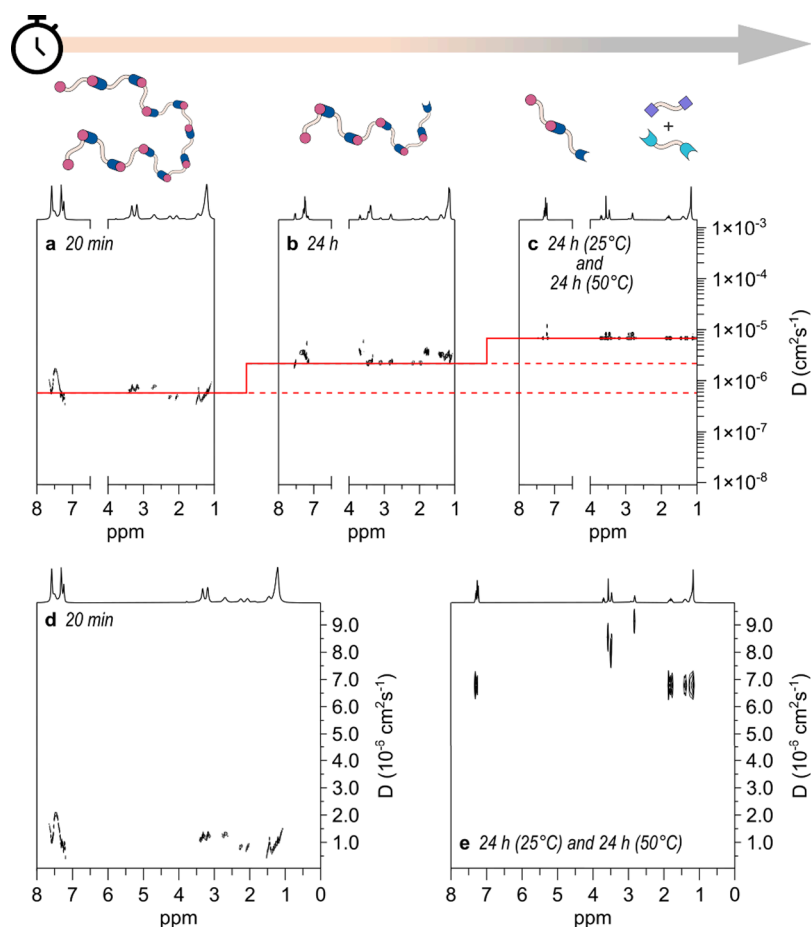 +
a 20 min
b 24 h
c 24 h (25°C)
and
24 h (50°C)
1×10⁻³
1×10⁻⁴
1×10⁻⁵
1×10⁻⁶
1×10⁻⁷
1×10⁻⁸
D (cm²s⁻¹)
8 7 4 3 2 1
8 7 4 3 2 1
8 7 4 3 2 1
ppm
ppm
ppm
d 20 min
9.0
8.0
7.0
6.0
5.0
4.0
3.0
2.0
1.0
D (10⁻⁶ cm²s⁻¹)
8 7 6 5 4 3 2 1 0
ppm
9.0
8.0
7.0
6.0
5.0
4.0
3.0
2.0
1.0
D (10⁻⁶ cm²s⁻¹)
e 24 h (25°C) and 24 h (50°C)
8 7 6 5 4 3 2 1 0
ppm